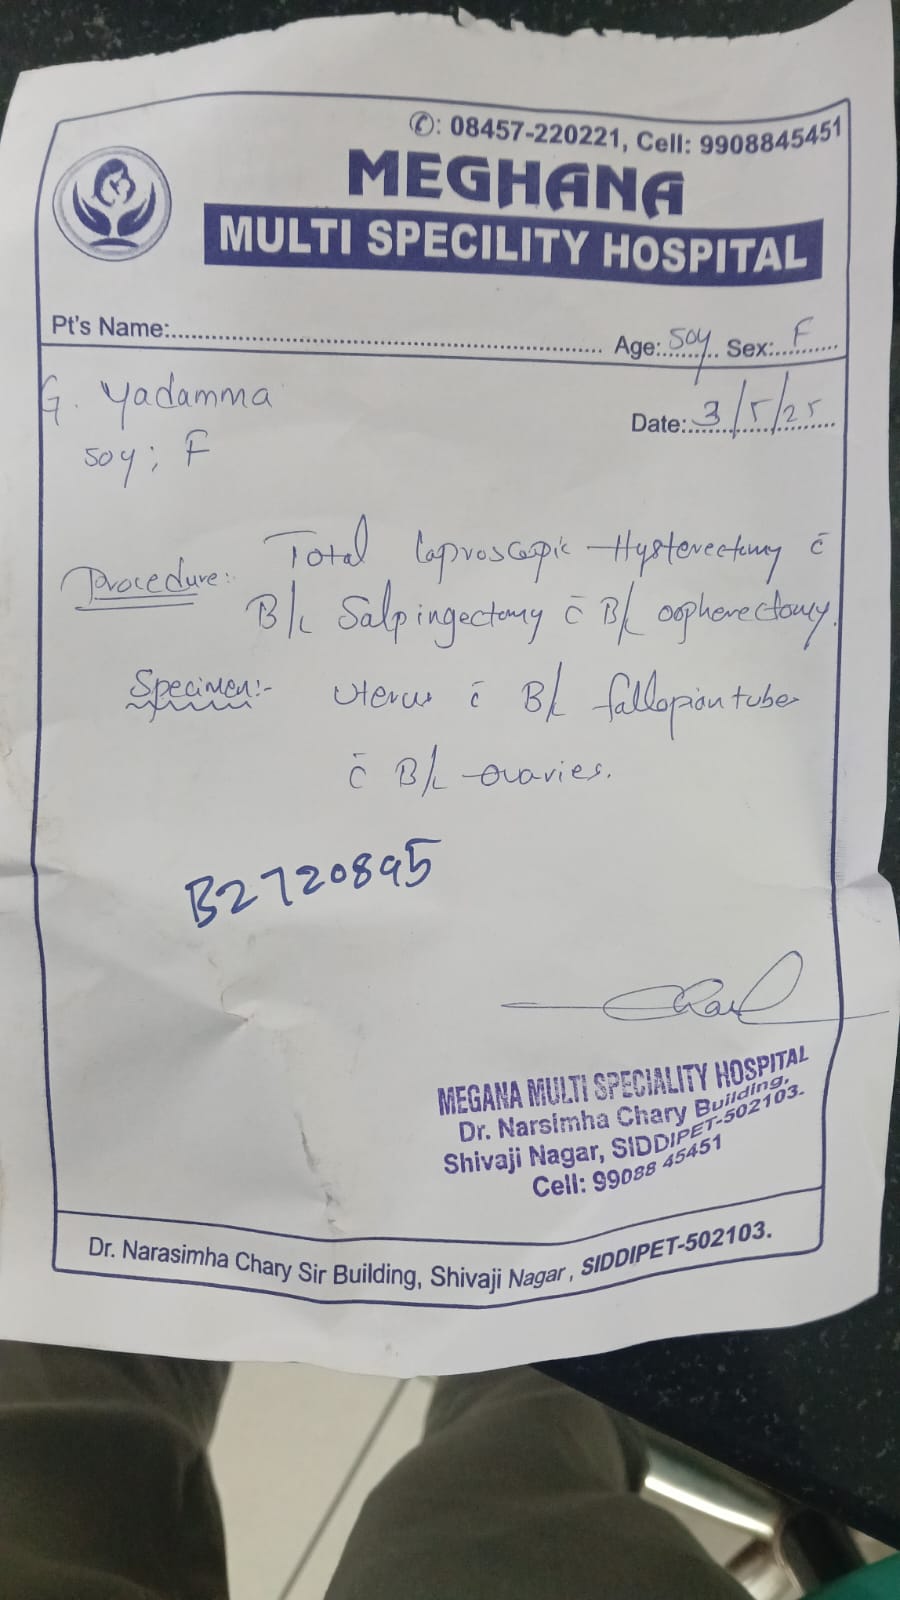 ✆: 08457-220221, Cell: 9908845451
MEGHANA
MULTI SPECILITY HOSPITAL
Pt's Name:.......................................................... Age: 50y Sex: F
G. Yadamma
Date: 3/5/25
50y; F
Procedure:- Total Laproscopic Hysterectomy c̄
B/L Salpingectomy c̄ B/L oopherectomy.
Specimen:- Uterus c̄ B/L fallopian tubes
c̄ B/L ovaries.
B2720895
MEGANA MULTI SPECIALITY HOSPITAL
Dr. Narsimha Chary Building,
Shivaji Nagar, SIDDIPET-502103.
Cell: 99088 45451
Dr. Narasimha Chary Sir Building, Shivaji Nagar, SIDDIPET-502103.